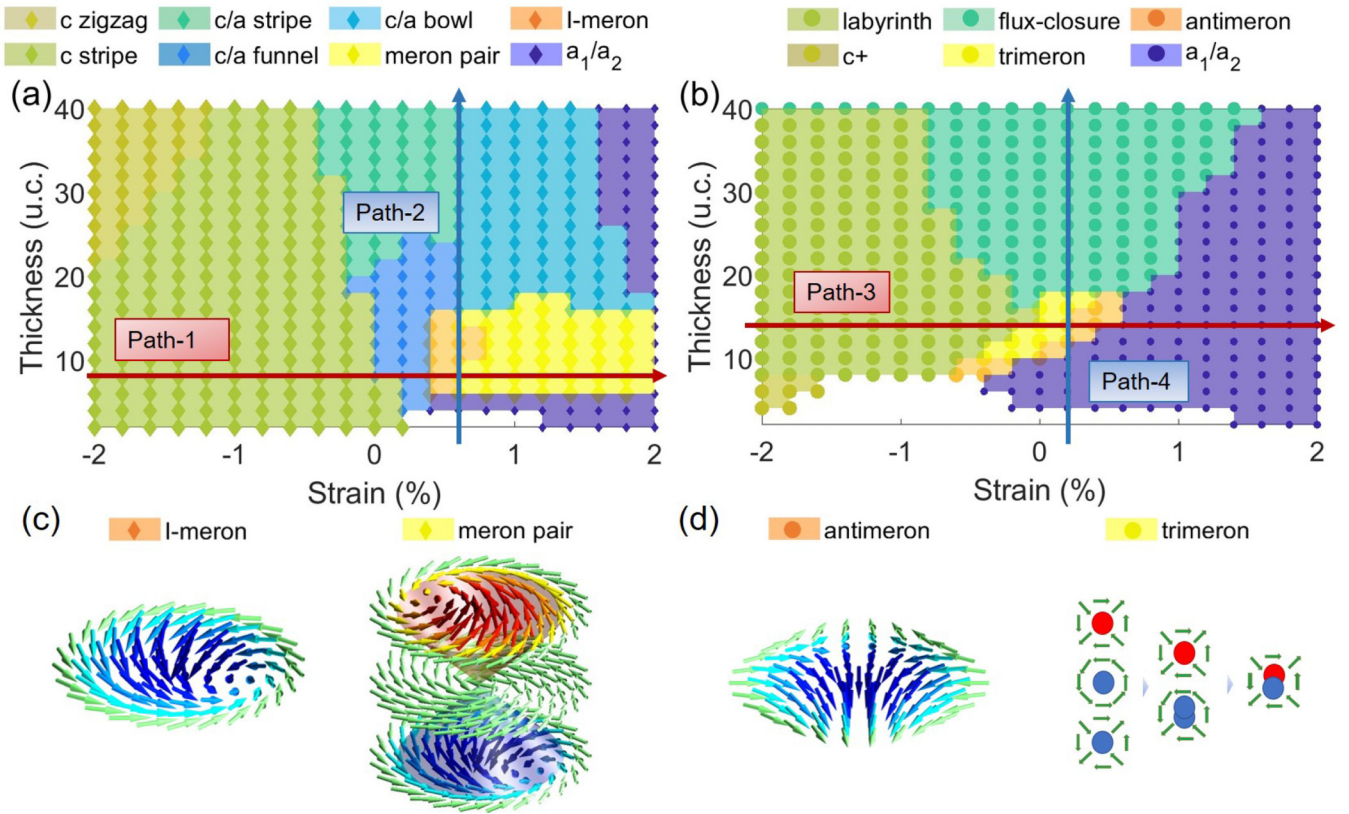 c zigzag c/a stripe c/a bowl l-meron
c stripe c/a funnel meron pair a1/a2
labyrinth flux-closure antimeron
c+ trimeron a1/a2
(a)
Thickness (u.c.)
40
30
20
10
Path-2
Path-1
-2 -1 0 1 2
Strain (%)
(b)
Thickness (u.c.)
40
30
20
10
Path-3
Path-4
-2 -1 0 1 2
Strain (%)
(c)
l-meron meron pair
(d)
antimeron trimeron